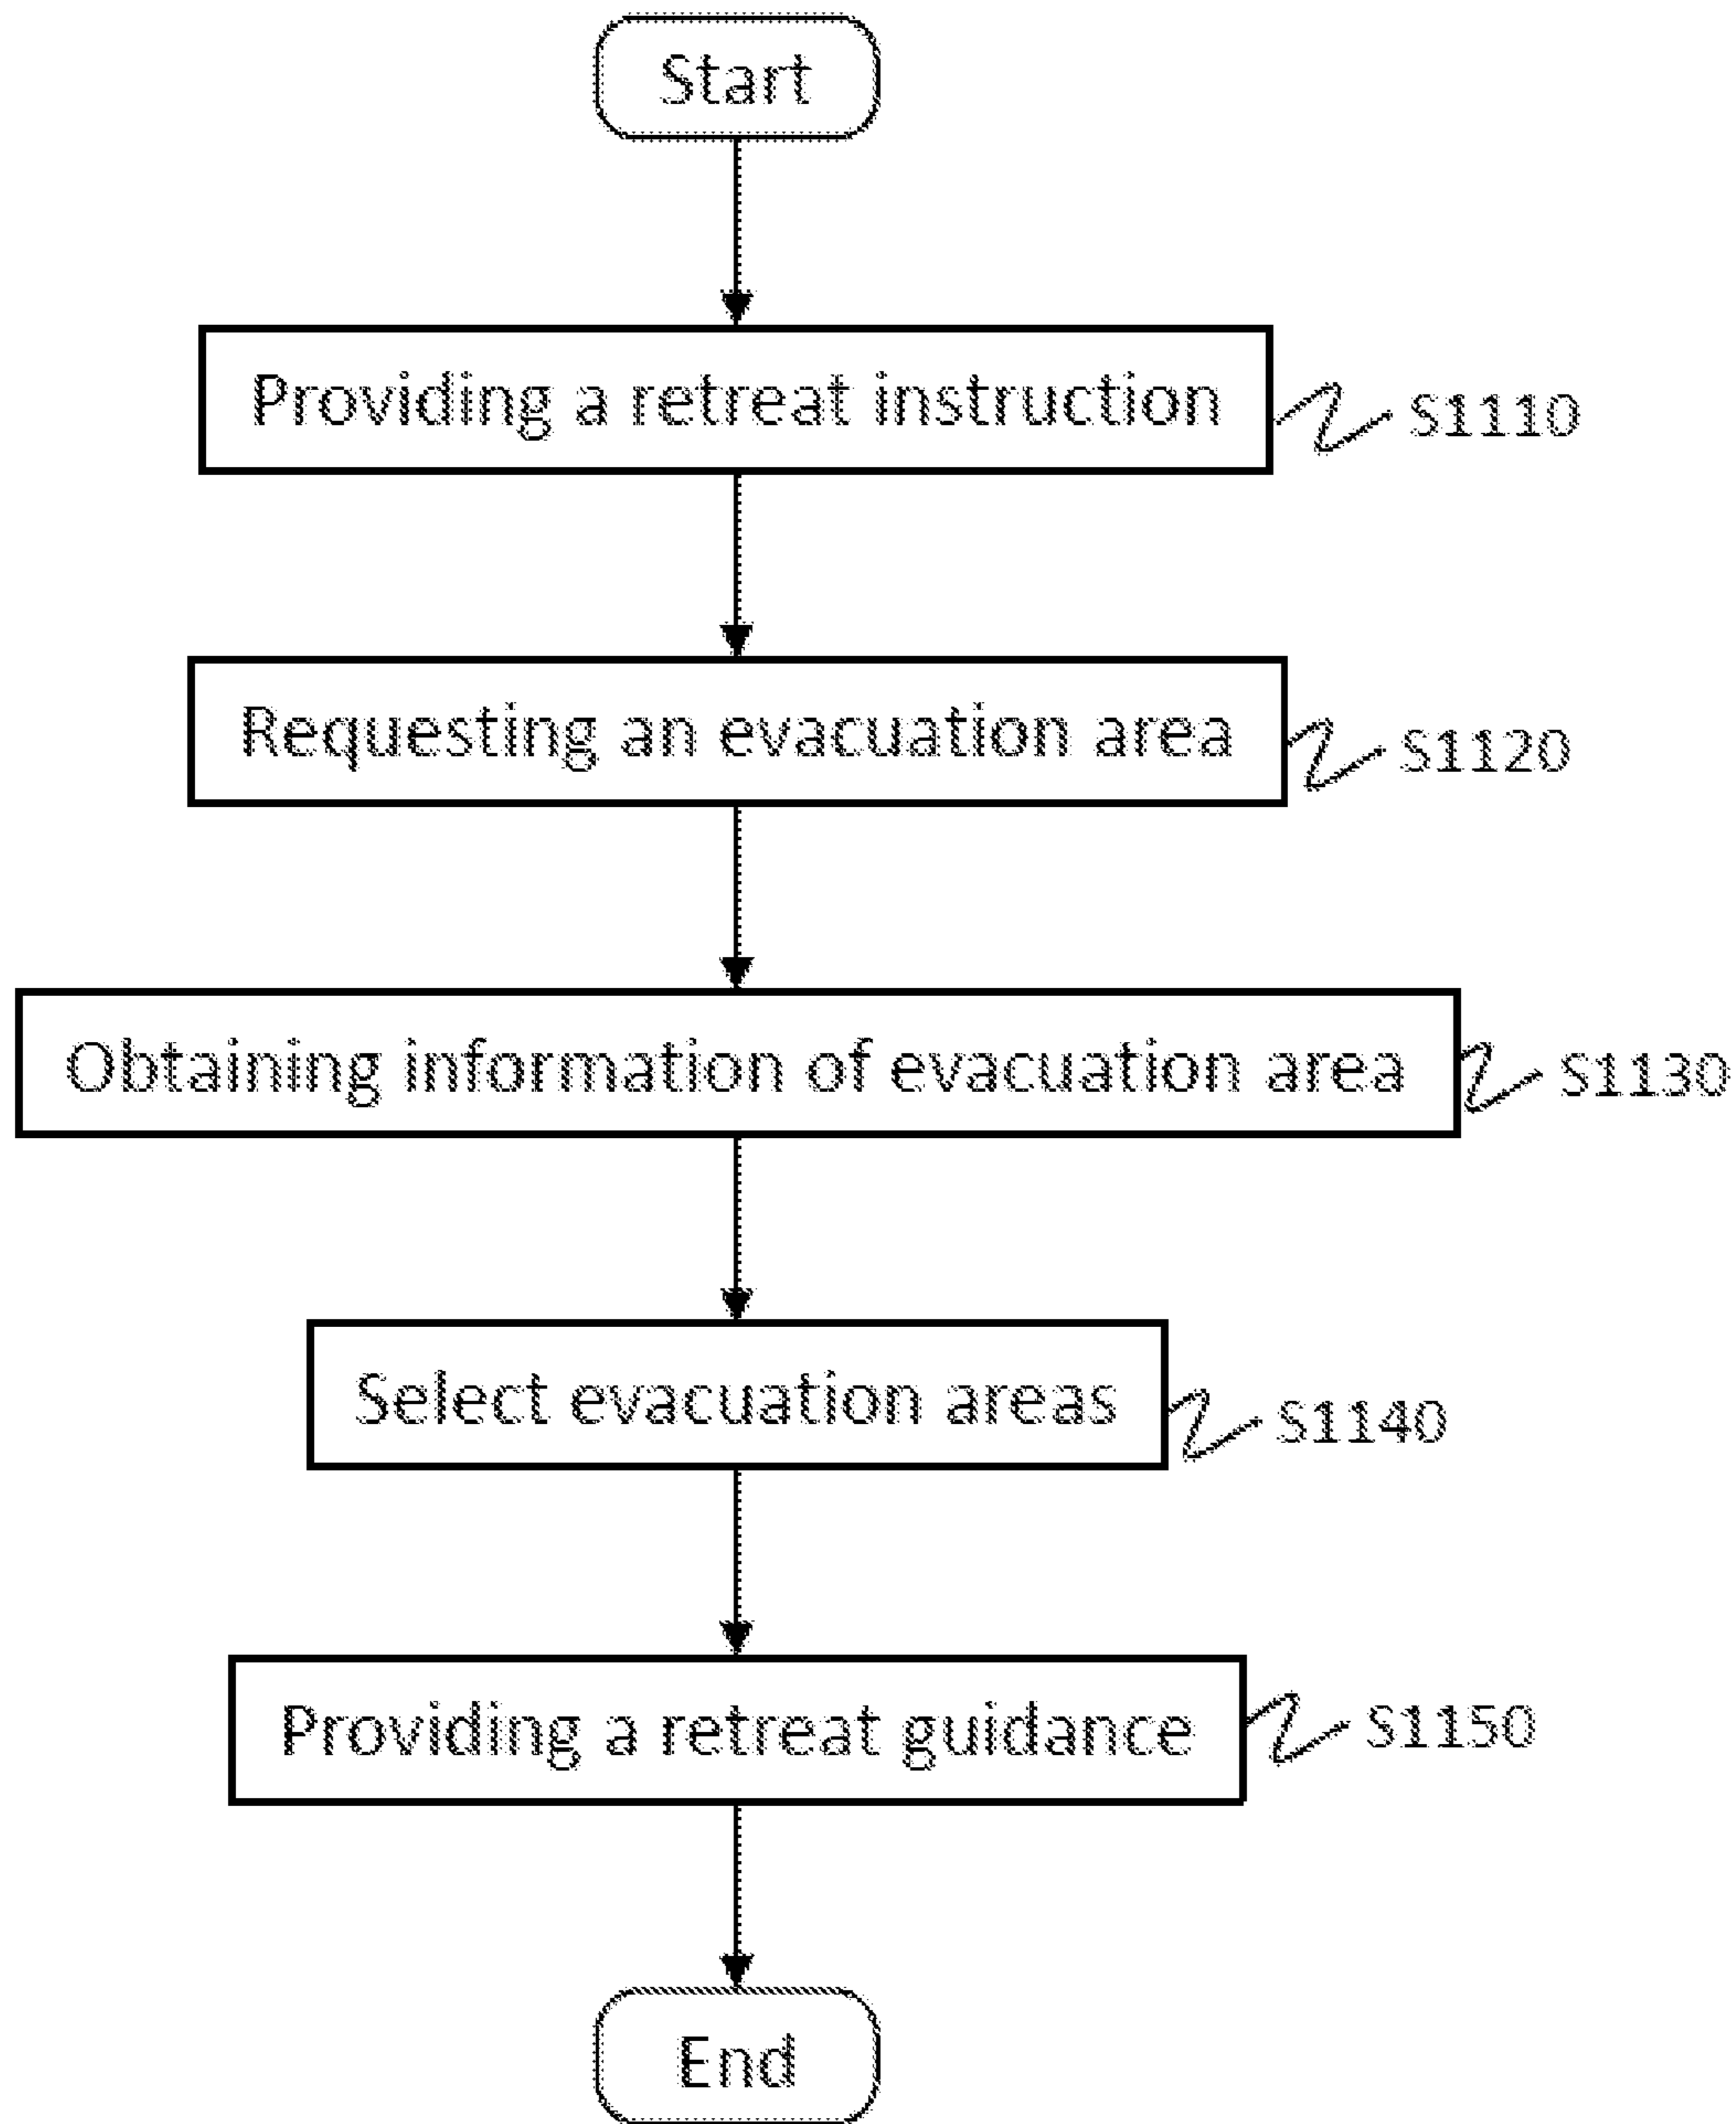 Start
Providing a retreat instruction
S1110
Requesting an evacuation area
S1120
Obtaining information of evacuation area
S1130
Select evacuation areas
S1140
Providing a retreat guidance
S1150
End